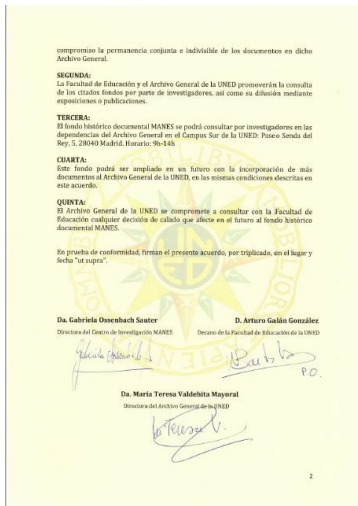 compromiso la permanencia conjunta e indivisible de los documentos en dicho
Archivo General.
SEGUNDA:
La Facultad de Educación y el Archivo General de la UNED promoverán la consulta
de los citados fondos por parte de investigadores, así como su difusión mediante
exposiciones o publicaciones.
TERCERA:
El fondo histórico documental MANES se podrá consultar por investigadores en las
dependencias del Archivo General en el Campus Sur de la UNED: Paseo Senda del
Rey, 5, 28040 Madrid. Horario: 9h-14h
CUARTA:
Este fondo podrá ser ampliado en un futuro con la incorporación de más
documentos al Archivo General de la UNED, en las mismas condiciones descritas en
este acuerdo.
QUINTA:
El Archivo General de la UNED se compromete a consultar con la Facultad de
Educación cualquier decisión de calado que afecte en el futuro al fondo histórico
documental MANES.
En prueba de conformidad, firman el presente acuerdo, por triplicado, en el lugar y
fecha "ut supra".
Da. Gabriela Ossenbach Sauter
D. Arturo Galán González
Directora del Centro de Investigación MANES
Decano de la Facultad de Educación de la UNED
P.O.
Da. María Teresa Valdehita Mayoral
Directora del Archivo General de la UNED
Teresa V.
2